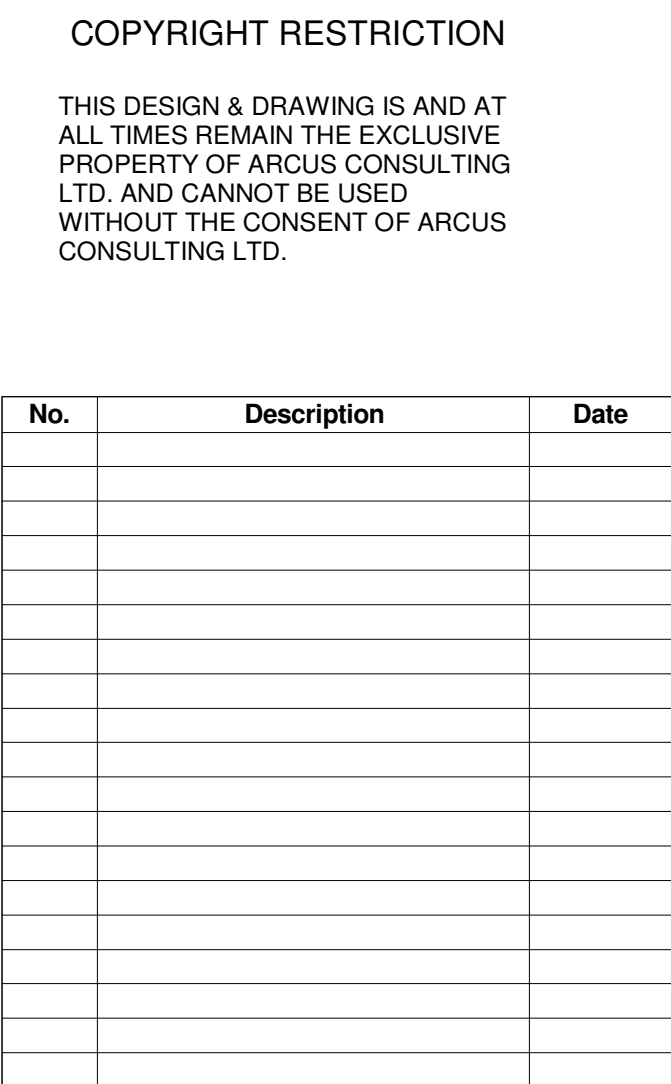 COPYRIGHT RESTRICTION
THIS DESIGN & DRAWING IS AND AT
ALL TIMES REMAIN THE EXCLUSIVE
PROPERTY OF ARCUS CONSULTING
LTD. AND CANNOT BE USED
WITHOUT THE CONSENT OF ARCUS
CONSULTING LTD.
No. Description Date